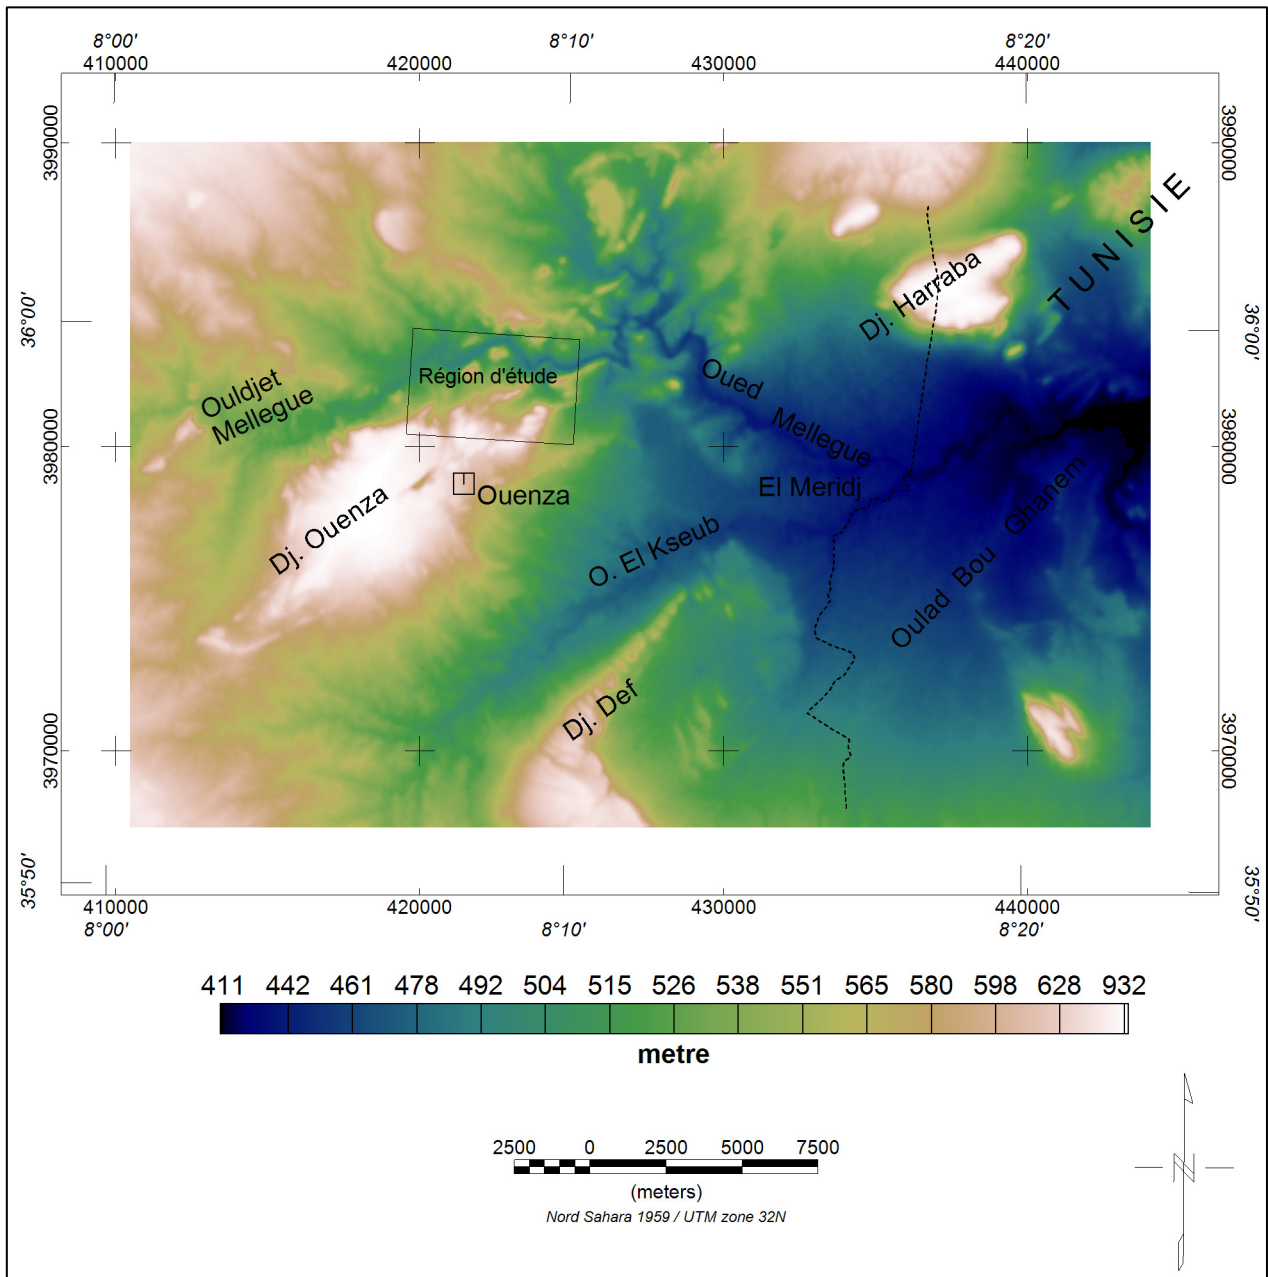 8°00' 8°10' 8°20'
410000 420000 430000 440000
3990000 3990000
TUNISIE
Dj. Harraba
36°00' 36°00'
Région d'étude
Oued Mellegue
Ouldjet
Mellegue
3980000 3980000
El Meridj
Ouenza
Dj. Ouenza
O. El Kseub
Oulad Bou Ghanem
Dj. Def
3970000 3970000
35°50' 35°50'
410000 420000 430000 440000
8°00' 8°10' 8°20'
411 442 461 478 492 504 515 526 538 551 565 580 598 628 932
metre
2500 0 2500 5000 7500
(meters)
Nord Sahara 1959 / UTM zone 32N
N